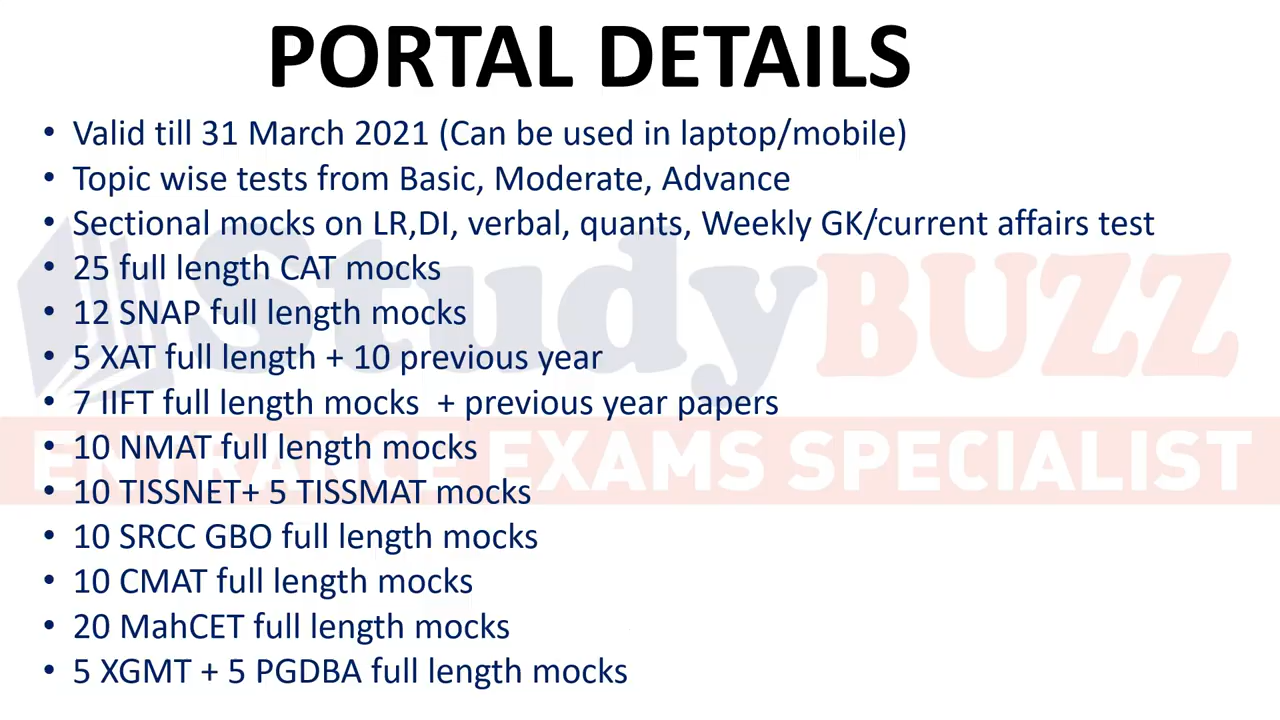 PORTAL DETAILS
• Valid till 31 March 2021 (Can be used in laptop/mobile)
• Topic wise tests from Basic, Moderate, Advance
• Sectional mocks on LR,DI, verbal, quants, Weekly GK/current affairs test
• 25 full length CAT mocks
• 12 SNAP full length mocks
• 5 XAT full length + 10 previous year
• 7 IIFT full length mocks + previous year papers
• 10 NMAT full length mocks
• 10 TISSNET+ 5 TISSMAT mocks
• 10 SRCC GBO full length mocks
• 10 CMAT full length mocks
• 20 MahCET full length mocks
• 5 XGMT + 5 PGDBA full length mocks
StudyBUZZ
ENTRANCE EXAMS SPECIALIST